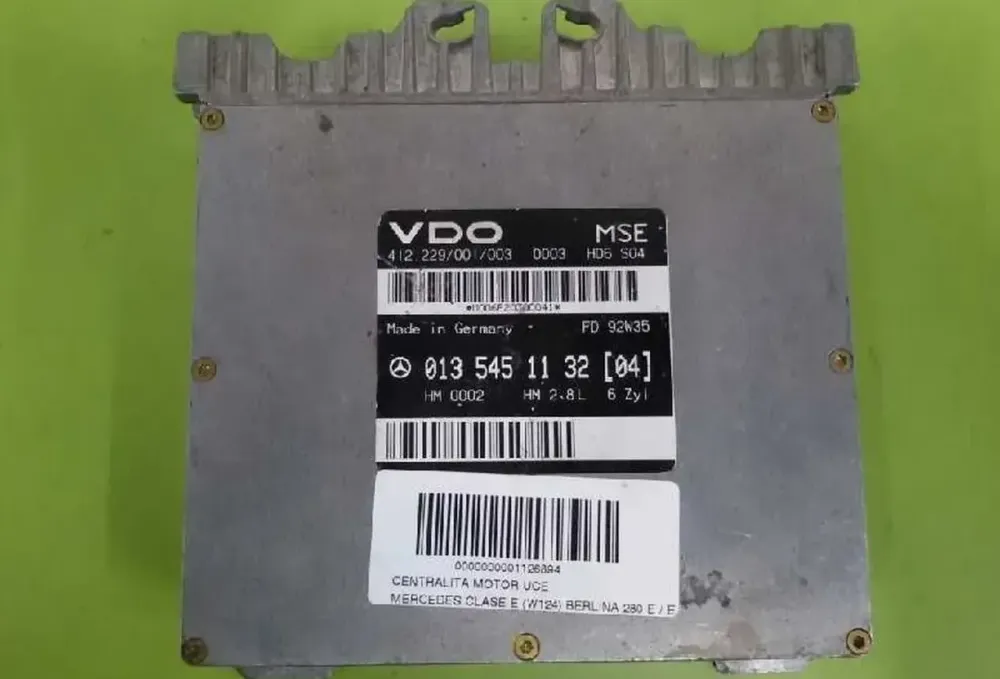 VDO MSE
412.229/001/003 D003 HD6 S04
Made in Germany FD 92W35
013 545 11 32 [04]
HM 0002 HM 2.8L 6 Zyl
0000000001126894
CENTRALITA MOTOR UCE
MERCEDES CLASE E (W124) BERLINA 280 E / E